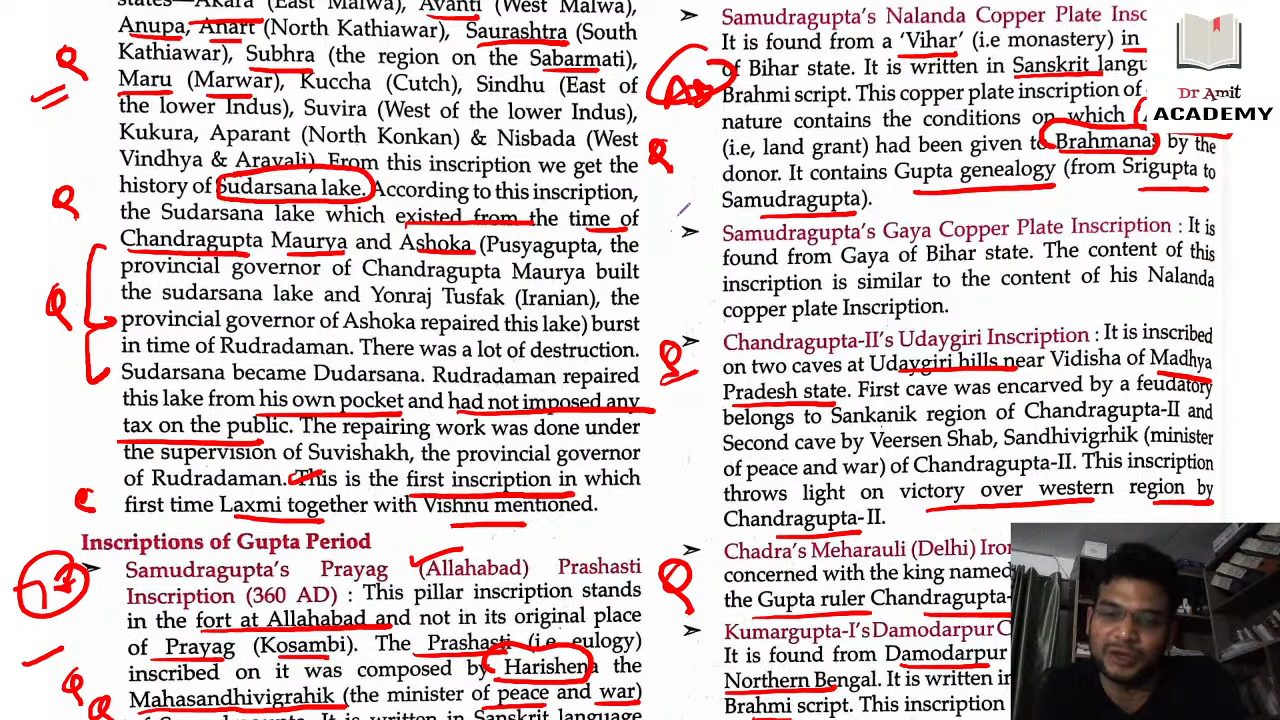 states—Akara (East Malwa), Avanti (West Malwa),
Anupa, Anart (North Kathiawar), Saurashtra (South
Kathiawar), Subhra (the region on the Sabarmati),
Maru (Marwar), Kuccha (Cutch), Sindhu (East of
the lower Indus), Suvira (West of the lower Indus),
Kukura, Aparant (North Konkan) & Nisbada (West
Vindhya & Aravali). From this inscription we get the
history of Sudarsana lake. According to this inscription,
the Sudarsana lake which existed from the time of
Chandragupta Maurya and Ashoka (Pusyagupta, the
provincial governor of Chandragupta Maurya built
the sudarsana lake and Yonraj Tusfak (Iranian), the
provincial governor of Ashoka repaired this lake) burst
in time of Rudradaman. There was a lot of destruction.
Sudarsana became Dudarsana. Rudradaman repaired
this lake from his own pocket and had not imposed any
tax on the public. The repairing work was done under
the supervision of Suvishakh, the provincial governor
of Rudradaman. This is the first inscription in which
first time Laxmi together with Vishnu mentioned.
Inscriptions of Gupta Period
➤ Samudragupta's Prayag (Allahabad) Prashasti
Inscription (360 AD) : This pillar inscription stands
in the fort at Allahabad and not in its original place
of Prayag (Kosambi). The Prashasti (i.e. eulogy)
inscribed on it was composed by Harishena the
Mahasandhivigrahik (the minister of peace and war)
of Samudragupta. It is written in Sanskrit language
➤ Samudragupta's Nalanda Copper Plate
It is found from a 'Vihar' (i.e monastery) in
of Bihar state. It is written in Sanskrit
Brahmi script. This copper plate inscription of
nature contains the conditions on which
(i.e, land grant) had been given to Brahmanas by the
donor. It contains Gupta genealogy (from Srigupta to
Samudragupta).
➤ Samudragupta's Gaya Copper Plate Inscription : It is
found from Gaya of Bihar state. The content of this
inscription is similar to the content of his Nalanda
copper plate Inscription.
➤ Chandragupta-II's Udaygiri Inscription : It is inscribed
on two caves at Udaygiri hills near Vidisha of Madhya
Pradesh state. First cave was encarved by a feudatory
belongs to Sankanik region of Chandragupta-II and
Second cave by Veersen Shab, Sandhivigrhik (minister
of peace and war) of Chandragupta-II. This inscription
throws light on victory over western region by
Chandragupta-II.
➤ Chadra's Meharauli (Delhi)
concerned with the king named
the Gupta ruler Chandragupta-
➤ Kumargupta-I's Damodarpur
It is found from Damodarpur
Northern Bengal. It is written
Brahmi script. This inscription
Dr Amit
ACADEMY